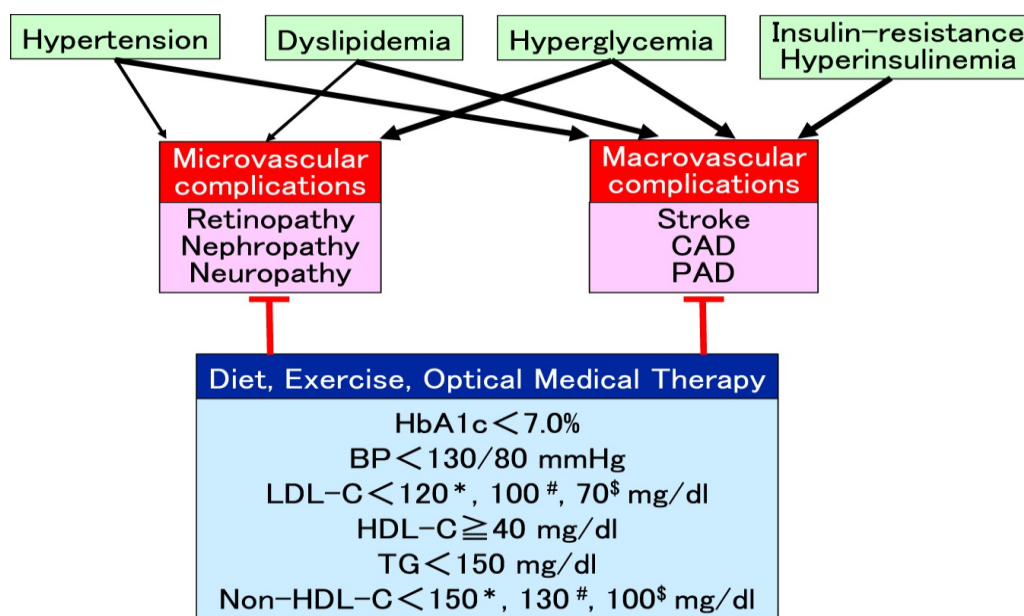 Hypertension
Dyslipidemia
Hyperglycemia
Insulin-resistance
Hyperinsulinemia
Microvascular
complications
Retinopathy
Nephropathy
Neuropathy
Macrovascular
complications
Stroke
CAD
PAD
Diet, Exercise, Optical Medical Therapy
HbA1c<7.0%
BP<130/80 mmHg
LDL-C<120*, 100#, 70$ mg/dl
HDL-C≧40 mg/dl
TG<150 mg/dl
Non-HDL-C<150*, 130#, 100$ mg/dl